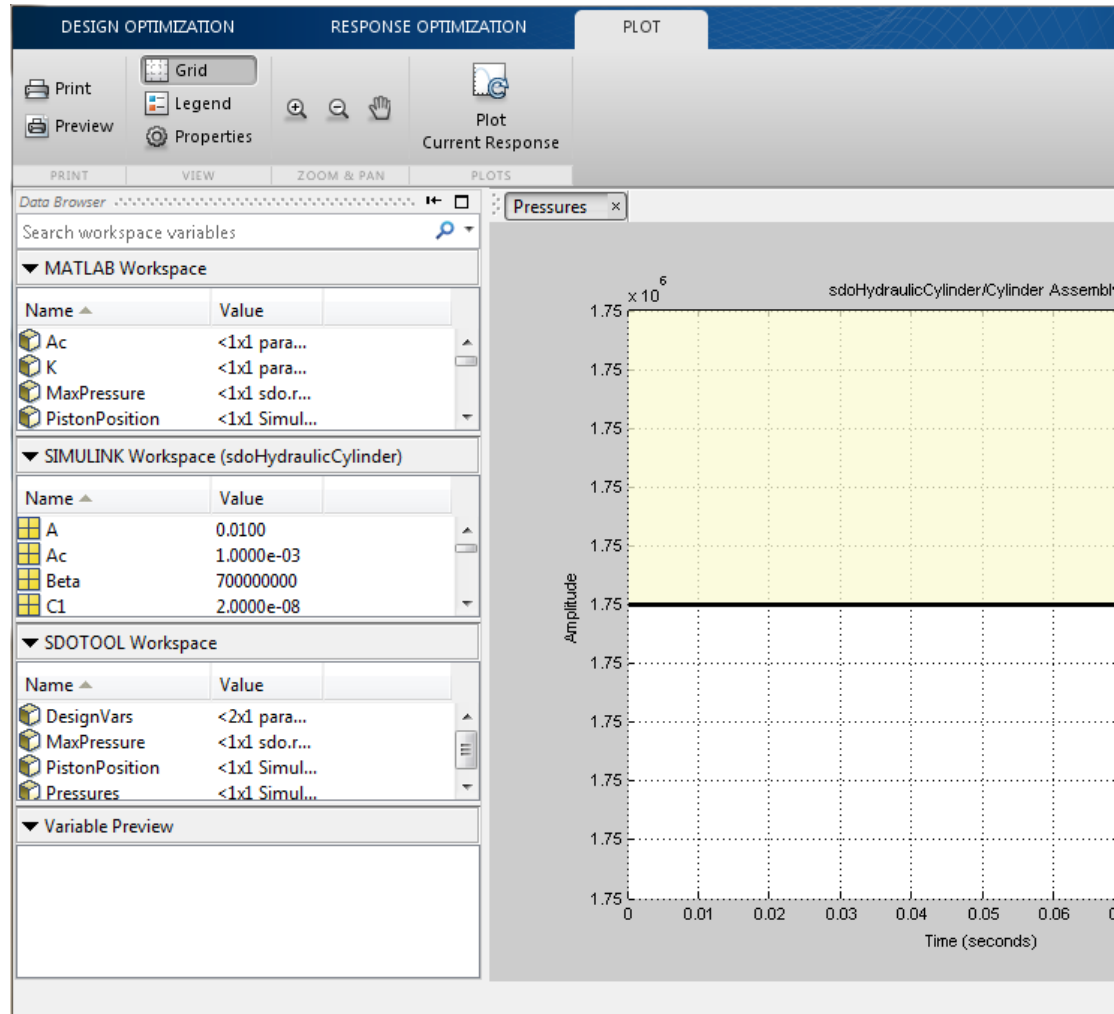 DESIGN OPTIMIZATION RESPONSE OPTIMIZATION PLOT
Print
Preview
Grid
Legend
Properties
Plot
Current Response
PRINT VIEW ZOOM & PAN PLOTS
Data Browser
Search workspace variables
MATLAB Workspace
Name Value
Ac <1x1 para...
K <1x1 para...
MaxPressure <1x1 sdo.r...
PistonPosition <1x1 Simul...
SIMULINK Workspace (sdoHydraulicCylinder)
Name Value
A 0.0100
Ac 1.0000e-03
Beta 700000000
C1 2.0000e-08
SDOTOOL Workspace
Name Value
DesignVars <2x1 para...
MaxPressure <1x1 sdo.r...
PistonPosition <1x1 Simul...
Pressures <1x1 Simul...
Variable Preview
Pressures ×
x 10^6
sdoHydraulicCylinder/Cylinder Assembly
1.75
1.75
1.75
1.75
1.75
1.75
1.75
1.75
1.75
1.75
1.75
Amplitude
0 0.01 0.02 0.03 0.04 0.05 0.06
Time (seconds)